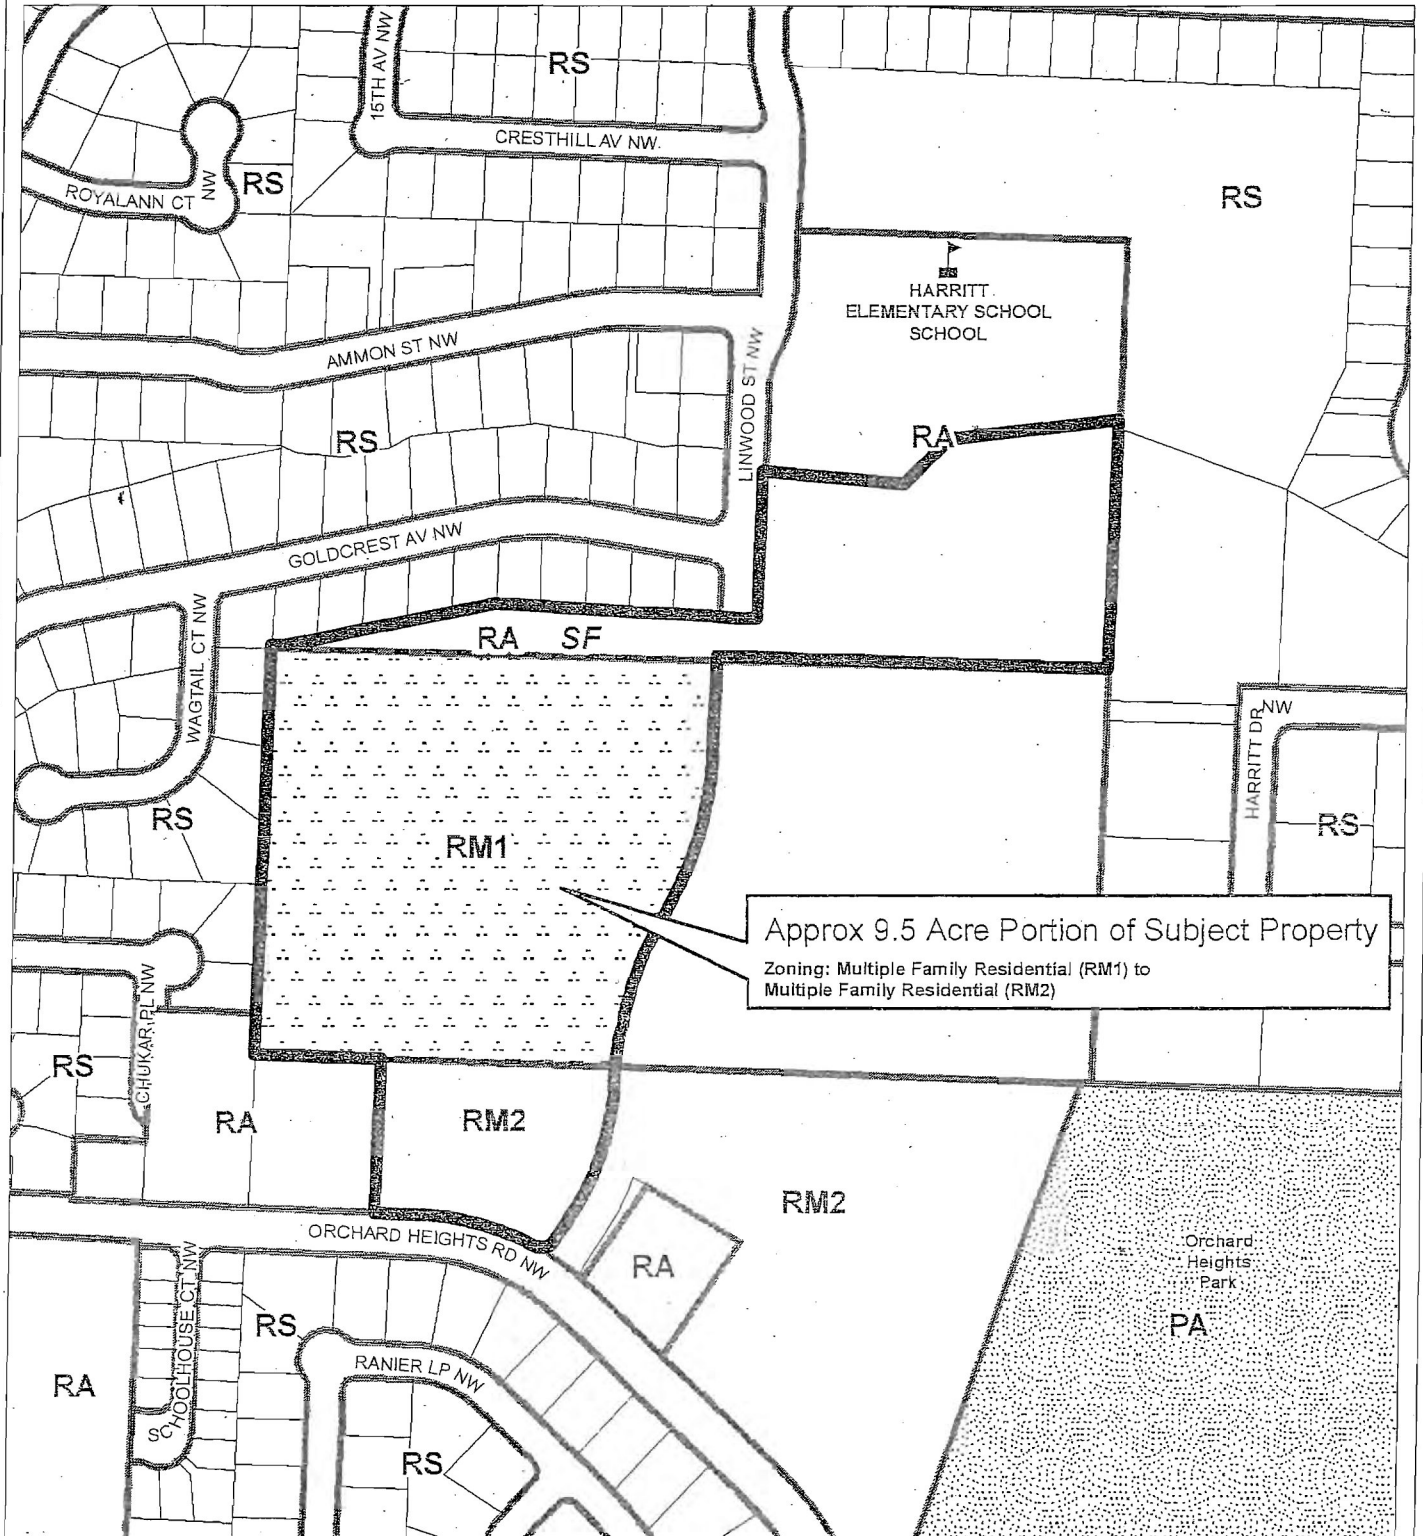 15TH AV NW
RS
CRESTHILL AV NW
ROYALANN CT
NW
RS
RS
HARRITT
ELEMENTARY SCHOOL
SCHOOL
AMMON ST NW
LINWOOD ST NW
RS
RA
GOLDCREST AV NW
WAGTAIL CT NW
RA SF
HARRITT DR
NW
RS
RS
RM1
Approx 9.5 Acre Portion of Subject Property
Zoning: Multiple Family Residential (RM1) to
Multiple Family Residential (RM2)
CHUKAR PL NW
RS
RA
RM2
RM2
ORCHARD HEIGHTS RD NW
RA
Orchard
Heights
Park
PA
SCHOOLHOUSE CT NW
RS
RANIER LP NW
RA
RS